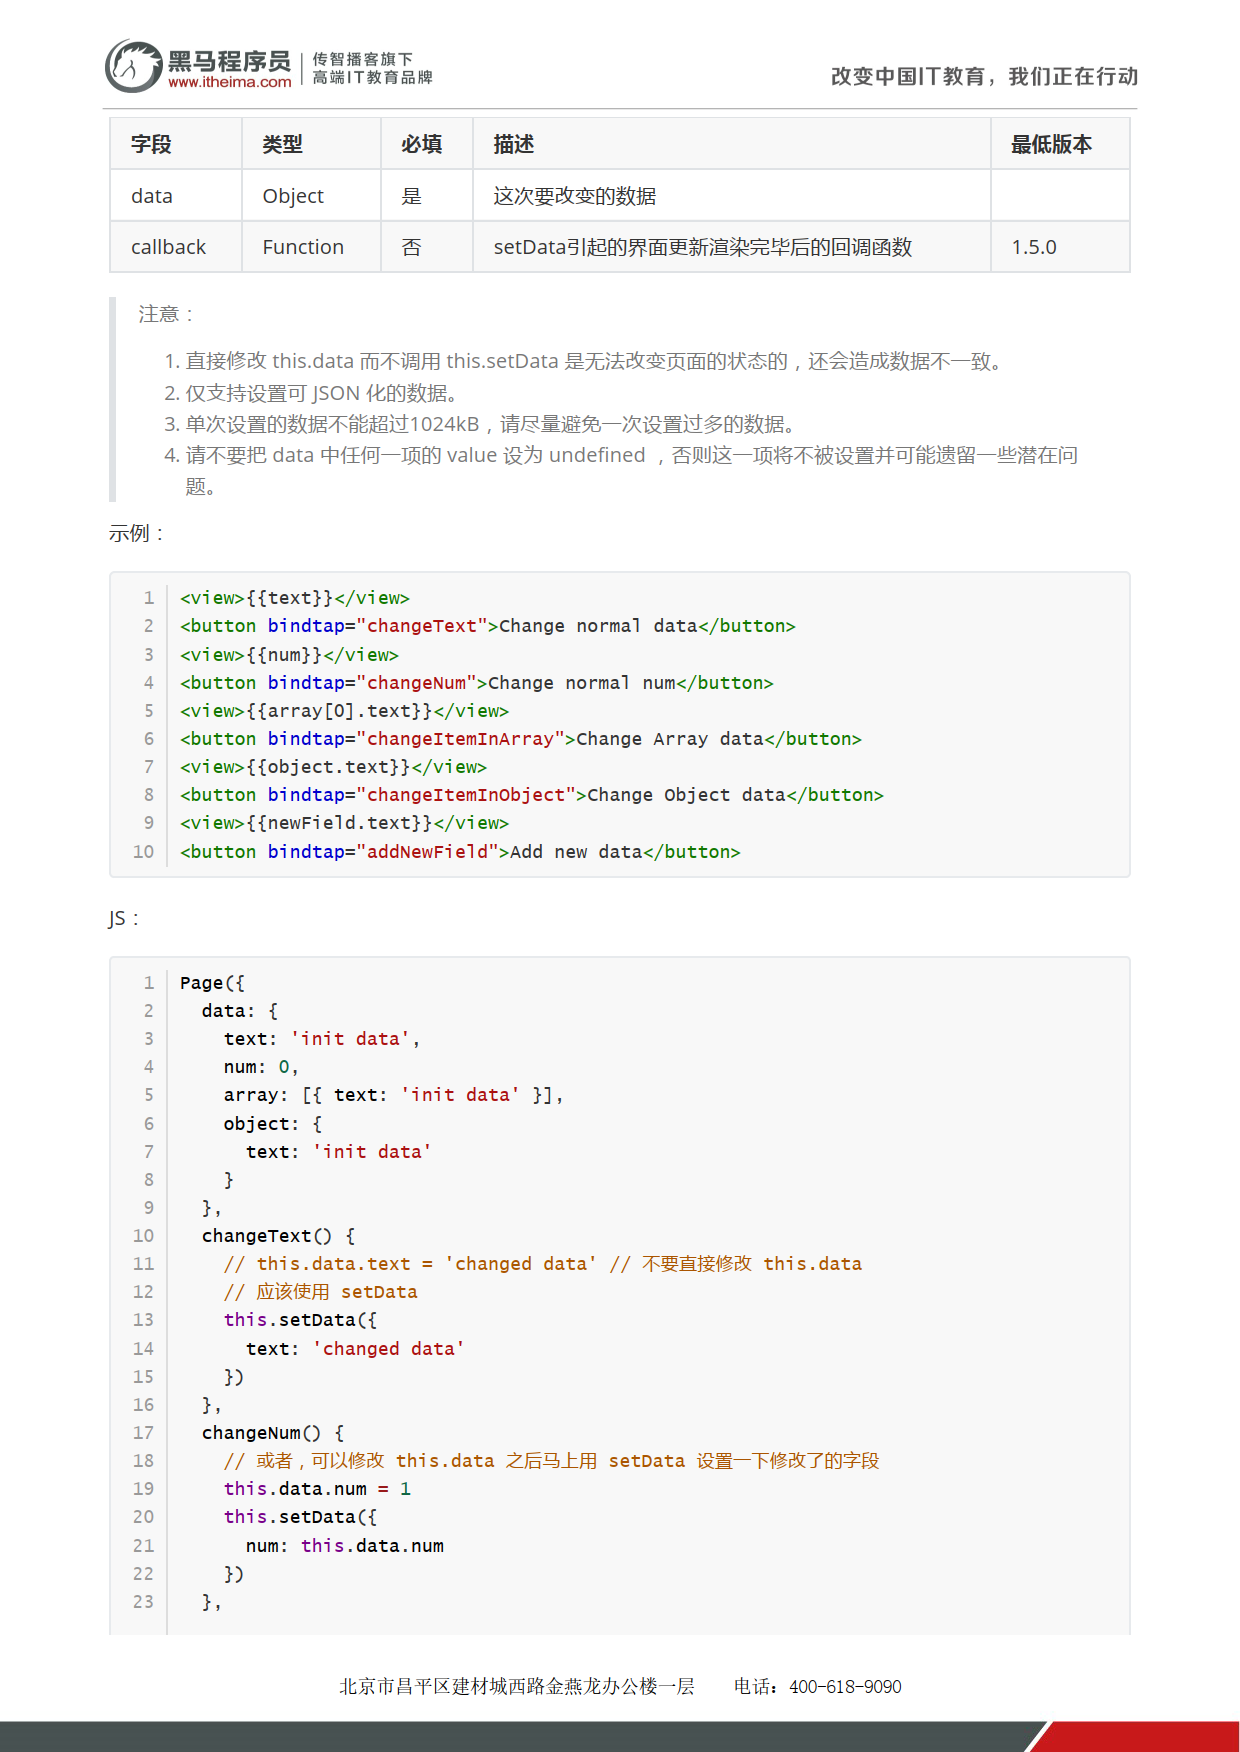 黑马程序员 传智播客旗下
www.itheima.com 高端IT教育品牌
改变中国IT教育，我们正在行动
字段 类型 必填 描述 最低版本
data Object 是 这次要改变的数据
callback Function 否 setData引起的界面更新渲染完毕后的回调函数 1.5.0
注意：
1. 直接修改 this.data 而不调用 this.setData 是无法改变页面的状态的，还会造成数据不一致。
2. 仅支持设置可 JSON 化的数据。
3. 单次设置的数据不能超过1024kB，请尽量避免一次设置过多的数据。
4. 请不要把 data 中任何一项的 value 设为 undefined ，否则这一项将不被设置并可能遗留一些潜在问
题。
示例：
1 <view>{{text}}</view>
2 <button bindtap="changeText">Change normal data</button>
3 <view>{{num}}</view>
4 <button bindtap="changeNum">Change normal num</button>
5 <view>{{array[0].text}}</view>
6 <button bindtap="changeItemInArray">Change Array data</button>
7 <view>{{object.text}}</view>
8 <button bindtap="changeItemInObject">Change Object data</button>
9 <view>{{newField.text}}</view>
10 <button bindtap="addNewField">Add new data</button>
JS：
1 Page({
2   data: {
3     text: 'init data',
4     num: 0,
5     array: [{ text: 'init data' }],
6     object: {
7       text: 'init data'
8     }
9   },
10   changeText() {
11     // this.data.text = 'changed data' // 不要直接修改 this.data
12     // 应该使用 setData
13     this.setData({
14       text: 'changed data'
15     })
16   },
17   changeNum() {
18     // 或者，可以修改 this.data 之后马上用 setData 设置一下修改了的字段
19     this.data.num = 1
20     this.setData({
21       num: this.data.num
22     })
23   },
北京市昌平区建材城西路金燕龙办公楼一层 电话：400-618-9090